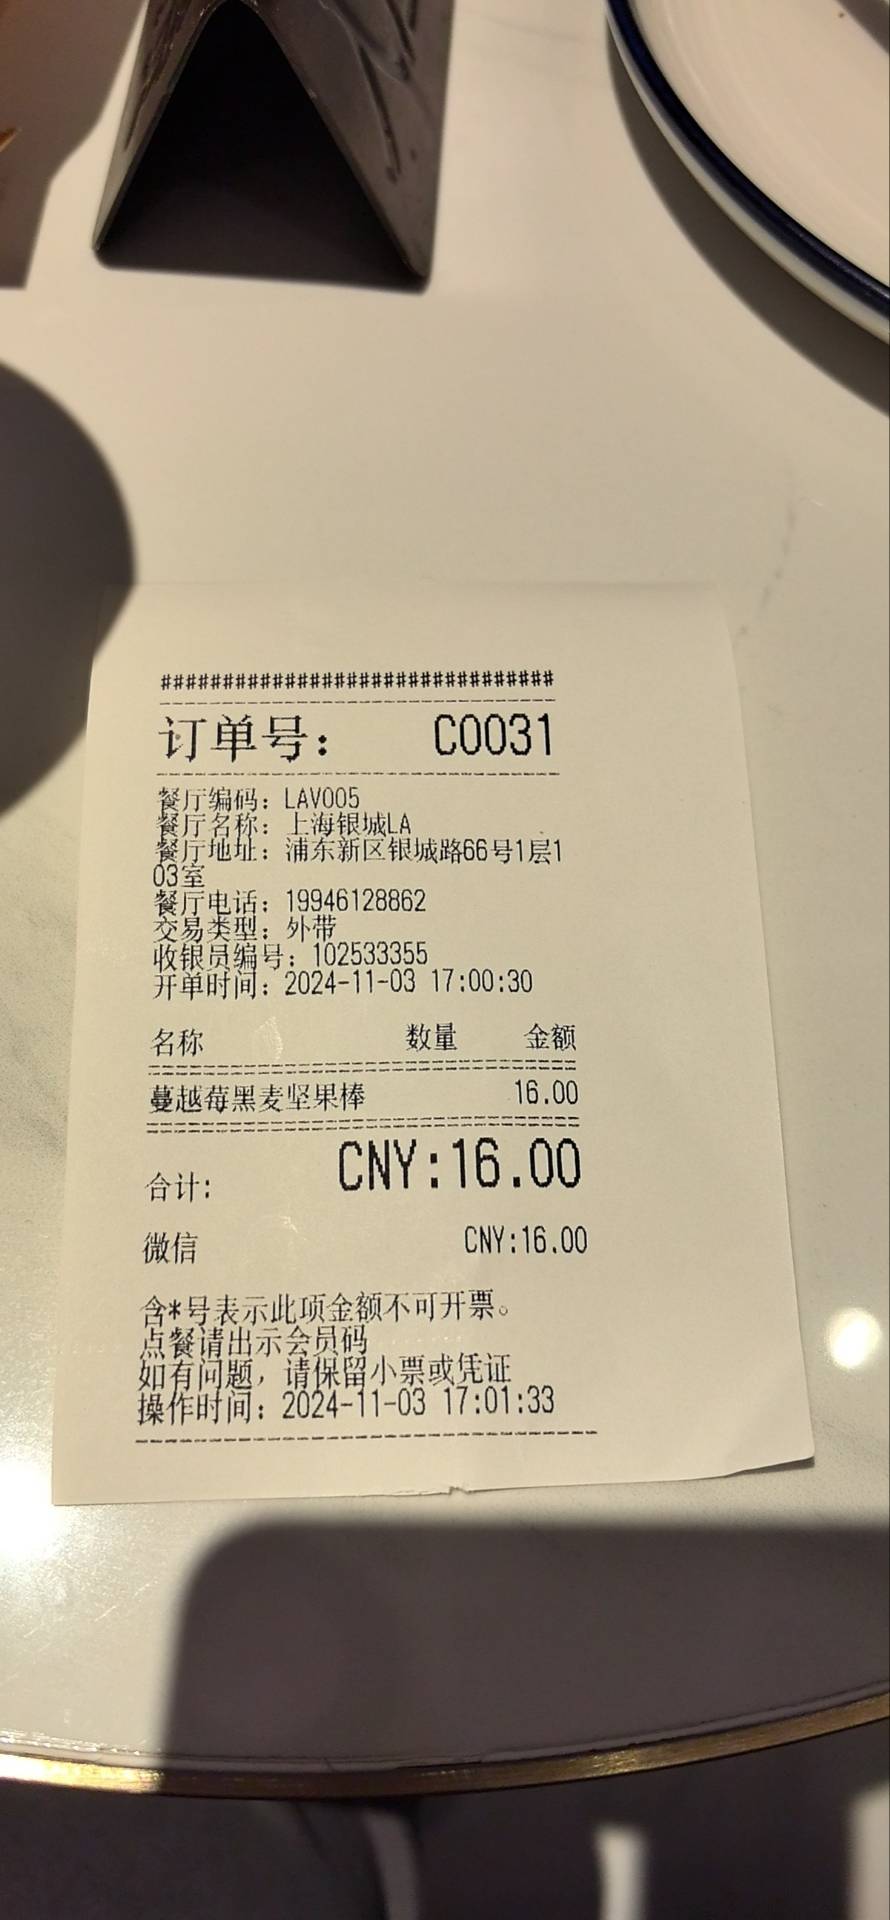 ################################
订单号： C0031
餐厅编码：LAV005
餐厅名称：上海银城LA
餐厅地址：浦东新区银城路66号1层1
03室
餐厅电话：19946128862
交易类型：外带
收银员编号：102533355
开单时间：2024-11-03 17:00:30
名称 数量 金额
蔓越莓黑麦坚果棒 16.00
合计: CNY:16.00
微信 CNY:16.00
含*号表示此项金额不可开票。
点餐请出示会员码
如有问题，请保留小票或凭证
操作时间：2024-11-03 17:01:33